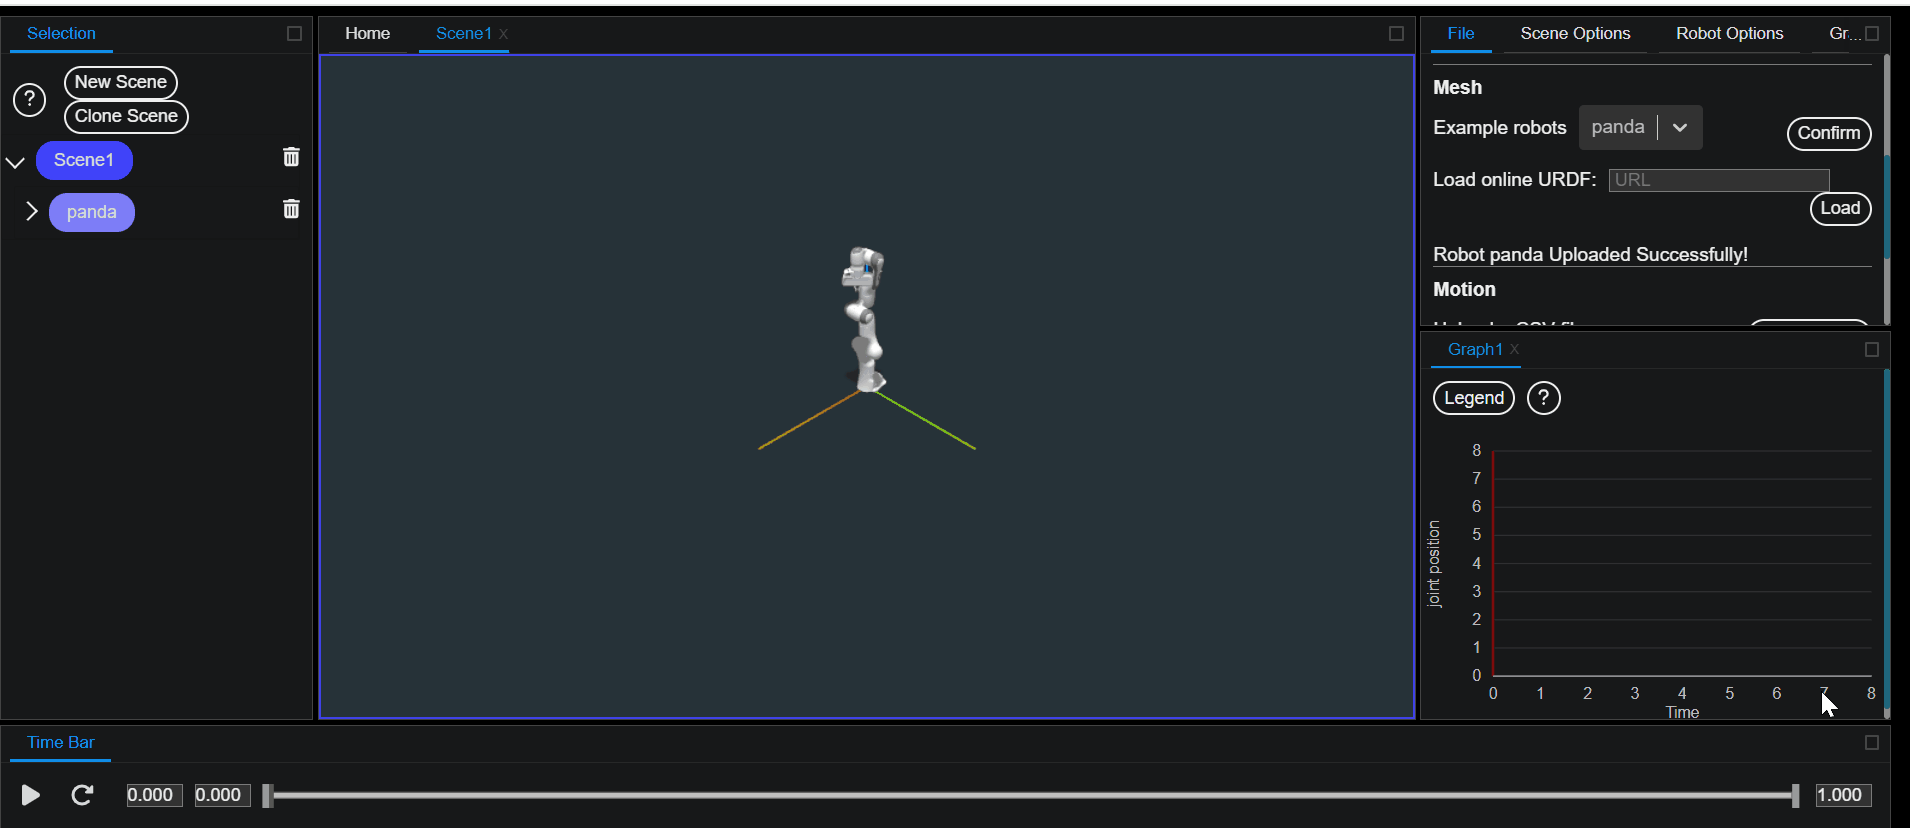 Selection
?
New Scene
Clone Scene
Scene1
panda
Home Scene1 X
File Scene Options Robot Options Gr...
Mesh
Example robots panda Confirm
Load online URDF: URL
Load
Robot panda Uploaded Successfully!
Motion
Graph1 X
Legend ?
8
7
6
5
4
3
2
1
0
joint position
0 1 2 3 4 5 6 7 8
Time
Time Bar
0.000 0.000 1.000